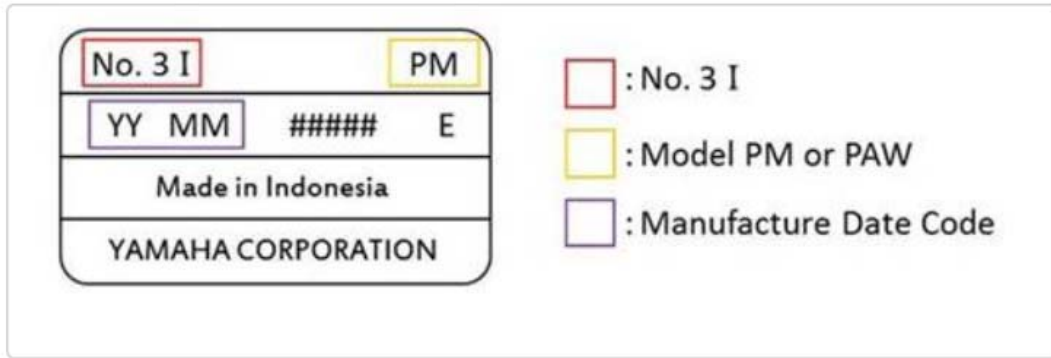 No. 3 I PM
YY MM ##### E
Made in Indonesia
YAMAHA CORPORATION
: No. 3 I
: Model PM or PAW
: Manufacture Date Code